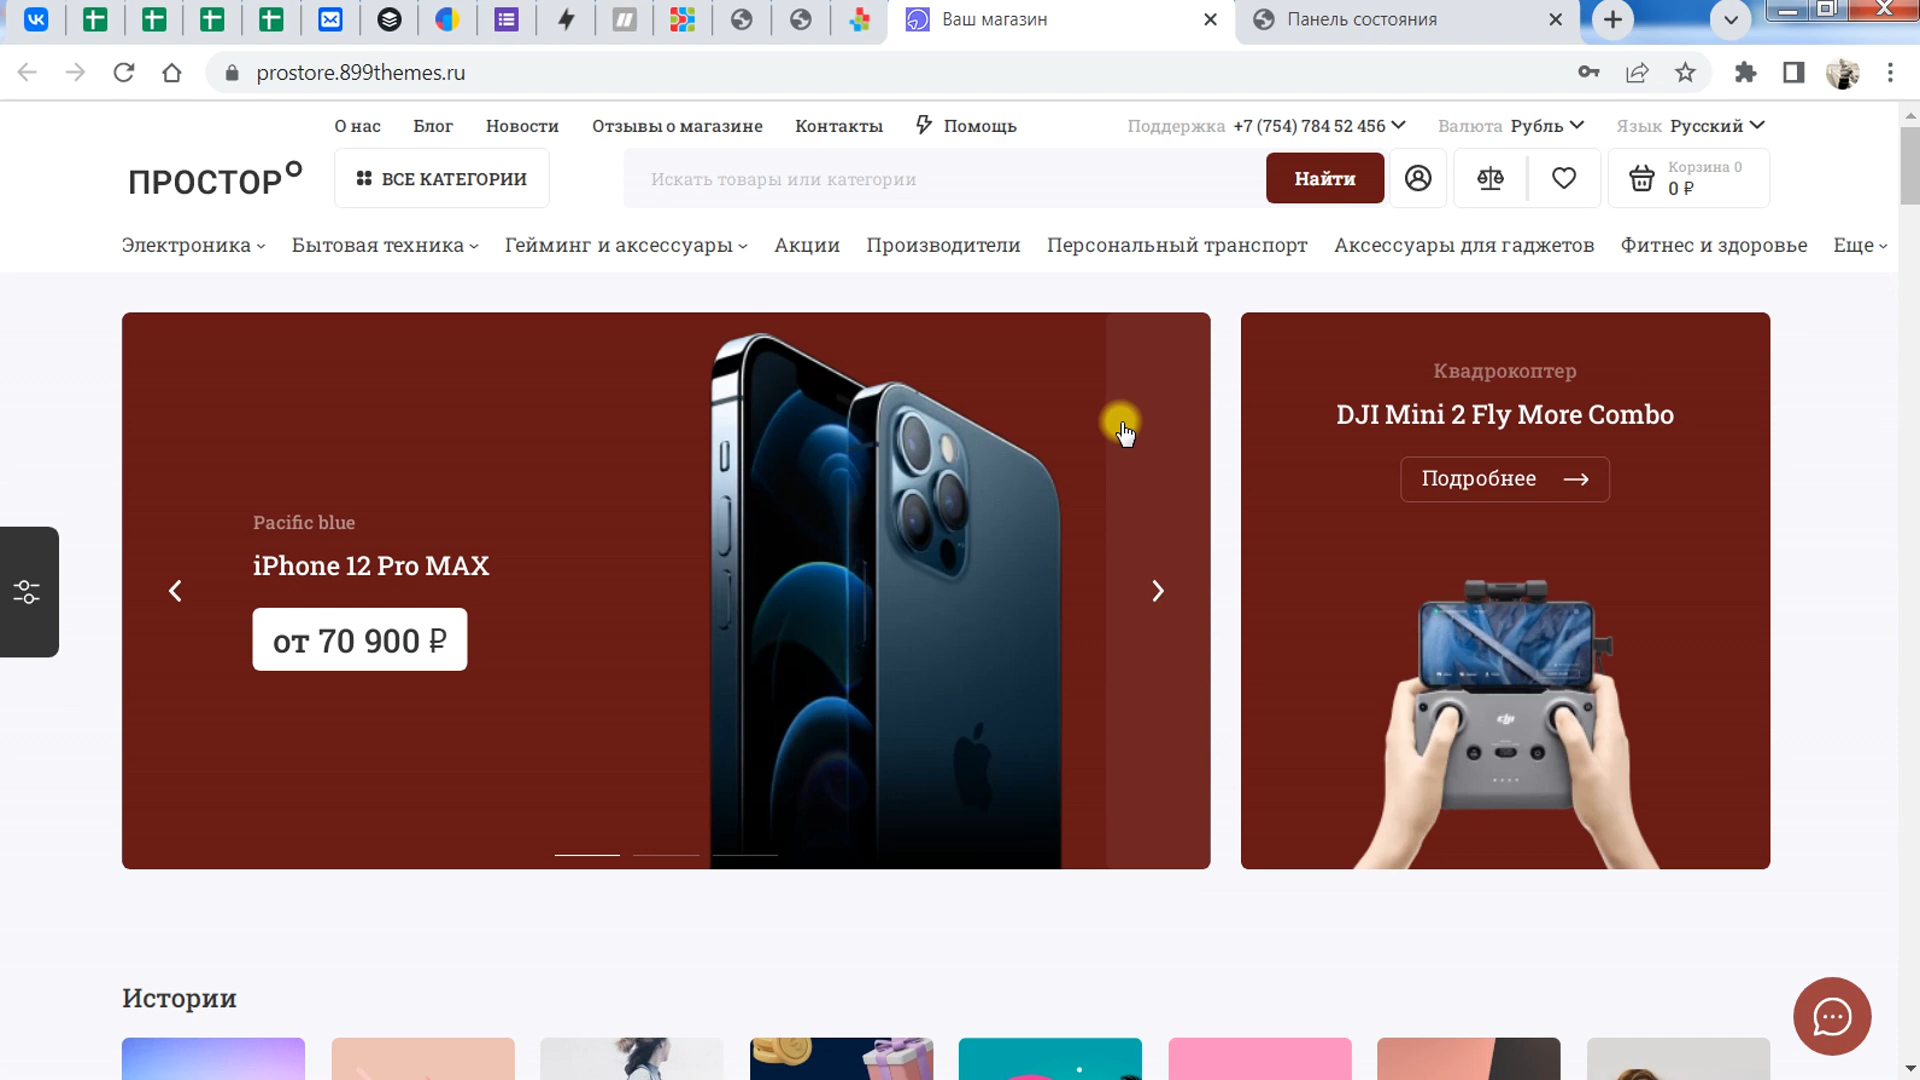 Ваш магазин
Панель состояния
prostore.899themes.ru
О нас Блог Новости Отзывы о магазине Контакты Помощь Поддержка +7 (754) 784 52 456 Валюта Рубль Язык Русский
ПРОСТОР
ВСЕ КАТЕГОРИИ
Искать товары или категории
Найти
Корзина 0
0 ₽
Электроника Бытовая техника Гейминг и аксессуары Акции Производители Персональный транспорт Аксессуары для гаджетов Фитнес и здоровье Еще
Pacific blue
iPhone 12 Pro MAX
от 70 900 ₽
Квадрокоптер
DJI Mini 2 Fly More Combo
Подробнее
dji
Истории